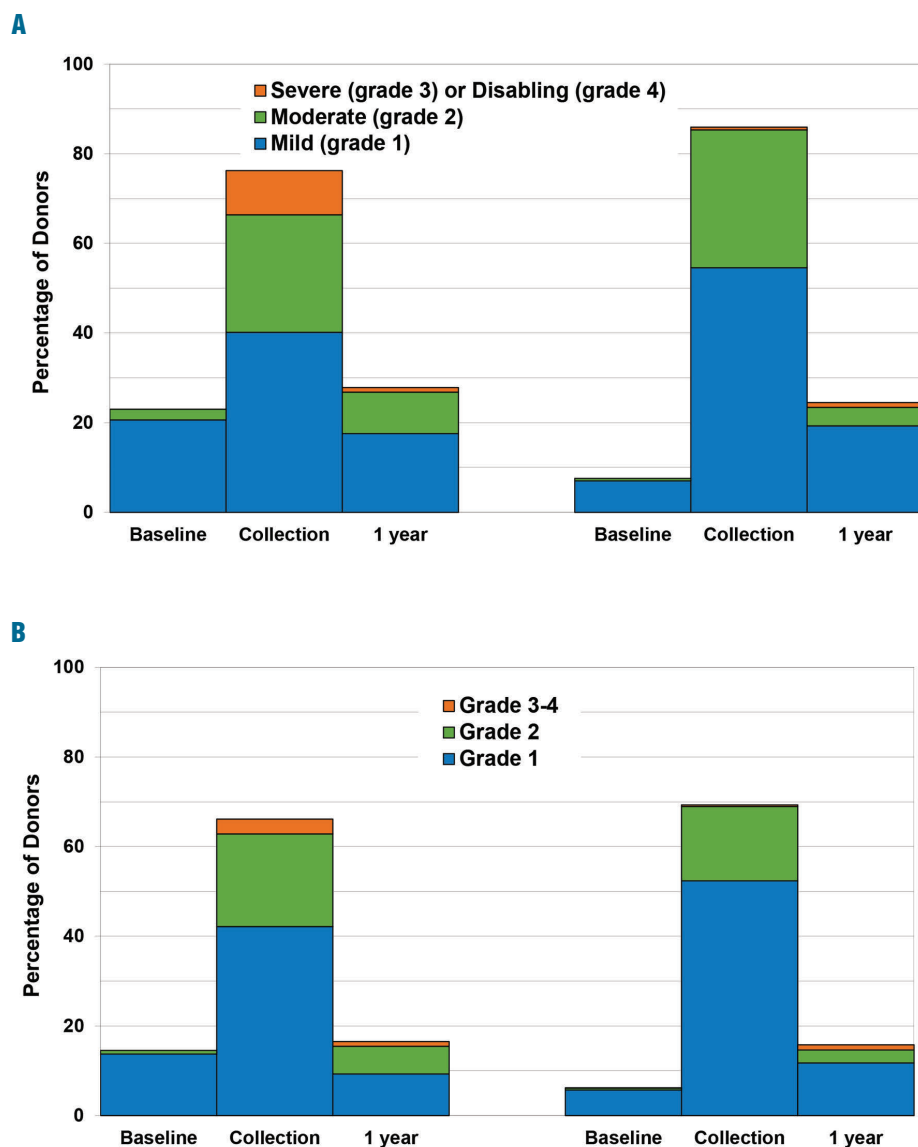 A
100
80
60
40
20
0
Percentage of Donors
Severe (grade 3) or Disabling (grade 4)
Moderate (grade 2)
Mild (grade 1)
Baseline Collection 1 year Baseline Collection 1 year
B
100
80
60
40
20
0
Percentage of Donors
Grade 3-4
Grade 2
Grade 1
Baseline Collection 1 year Baseline Collection 1 year